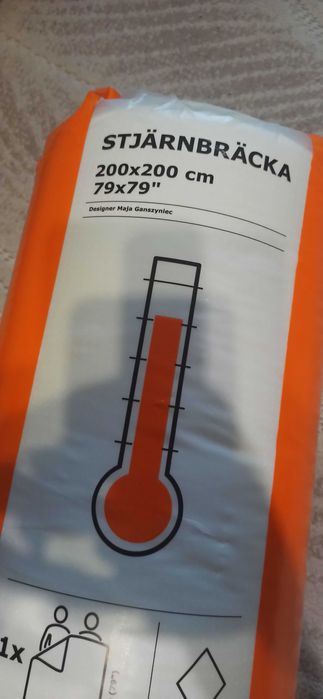 STJÄRNBRÄCKA
200x200 cm
79x79"
Designer Maja Ganszyniec
1x